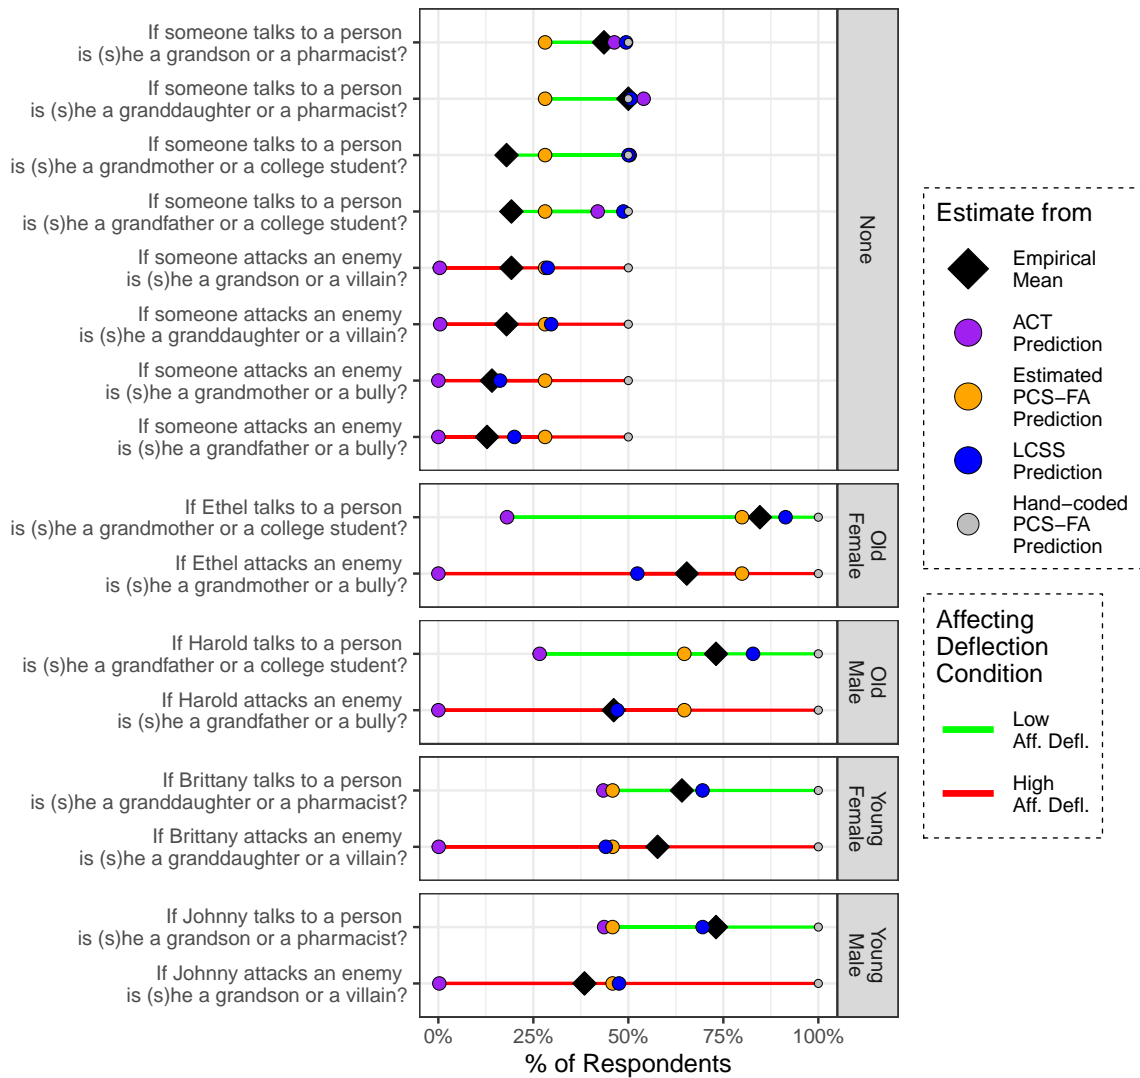 If someone talks to a person
is (s)he a grandson or a pharmacist?
If someone talks to a person
is (s)he a granddaughter or a pharmacist?
If someone talks to a person
is (s)he a grandmother or a college student?
If someone talks to a person
is (s)he a grandfather or a college student?
If someone attacks an enemy
is (s)he a grandson or a villain?
If someone attacks an enemy
is (s)he a granddaughter or a villain?
If someone attacks an enemy
is (s)he a grandmother or a bully?
If someone attacks an enemy
is (s)he a grandfather or a bully?
None
If Ethel talks to a person
is (s)he a grandmother or a college student?
If Ethel attacks an enemy
is (s)he a grandmother or a bully?
Old
Female
If Harold talks to a person
is (s)he a grandfather or a college student?
If Harold attacks an enemy
is (s)he a grandfather or a bully?
Old
Male
If Brittany talks to a person
is (s)he a granddaughter or a pharmacist?
If Brittany attacks an enemy
is (s)he a granddaughter or a villain?
Young
Female
If Johnny talks to a person
is (s)he a grandson or a pharmacist?
If Johnny attacks an enemy
is (s)he a grandson or a villain?
Young
Male
0%
25%
50%
75%
100%
% of Respondents
Estimate from
Empirical
Mean
ACT
Prediction
Estimated
PCS−FA
Prediction
LCSS
Prediction
Hand−coded
PCS−FA
Prediction
Affecting
Deflection
Condition
Low
Aff. Defl.
High
Aff. Defl.